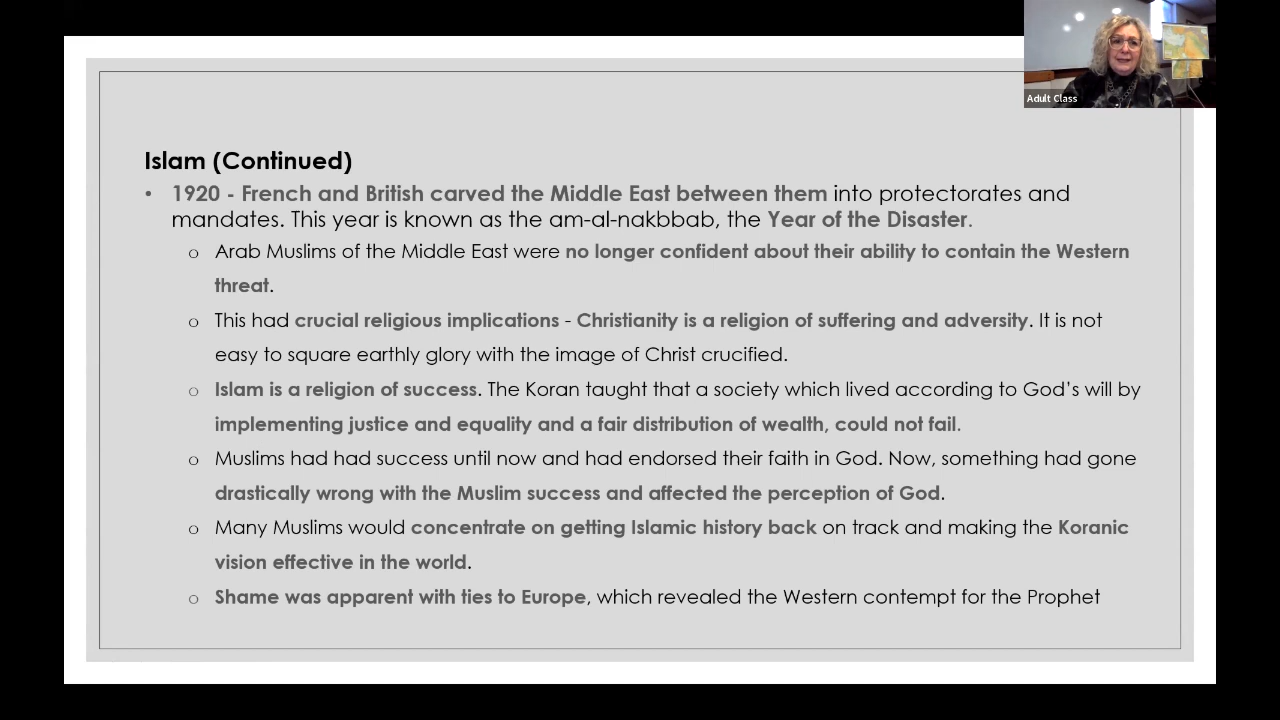 Adult Class
Islam (Continued)
• 1920 - French and British carved the Middle East between them into protectorates and
mandates. This year is known as the am-al-nakbbab, the Year of the Disaster.
o Arab Muslims of the Middle East were no longer confident about their ability to contain the Western
threat.
o This had crucial religious implications - Christianity is a religion of suffering and adversity. It is not
easy to square earthly glory with the image of Christ crucified.
o Islam is a religion of success. The Koran taught that a society which lived according to God's will by
implementing justice and equality and a fair distribution of wealth, could not fail.
o Muslims had had success until now and had endorsed their faith in God. Now, something had gone
drastically wrong with the Muslim success and affected the perception of God.
o Many Muslims would concentrate on getting Islamic history back on track and making the Koranic
vision effective in the world.
o Shame was apparent with ties to Europe, which revealed the Western contempt for the Prophet